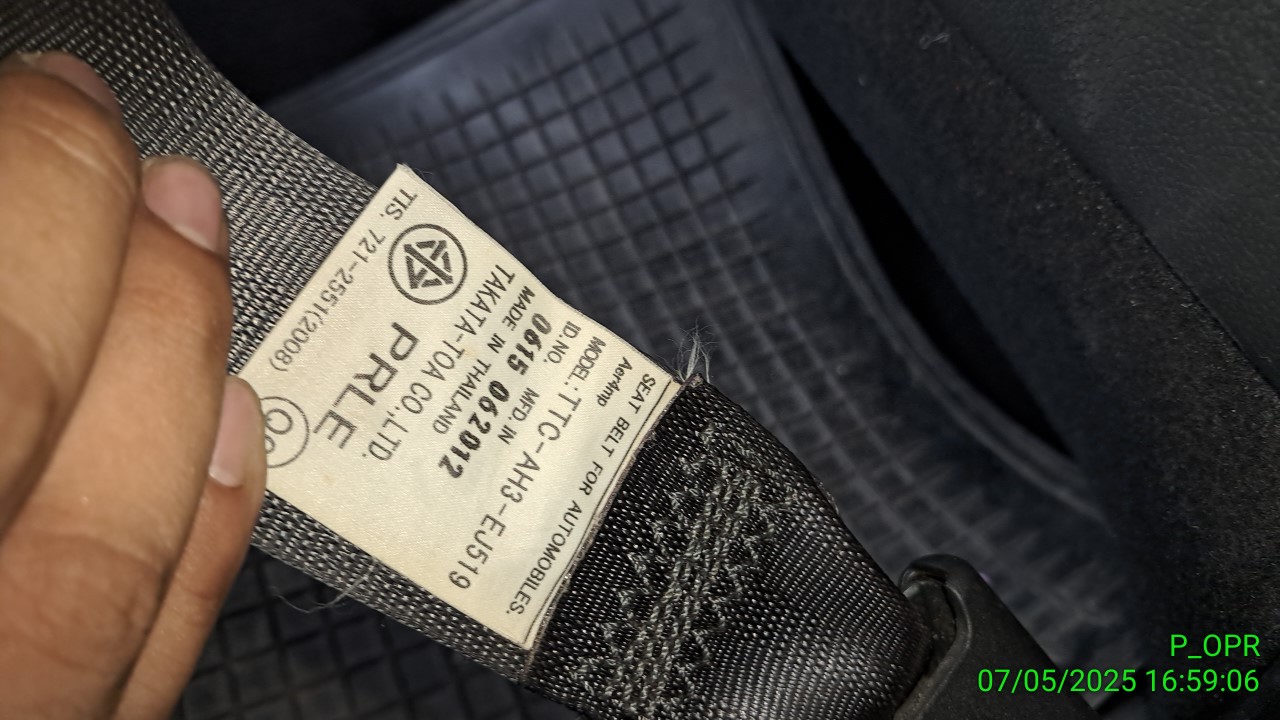 SEAT BELT FOR AUTOMOBILES.
Aer4mp
MODEL. TTC-AH3-EJ519
ID.NO. MFD. IN
0615 062012
MADE IN THAILAND
TAKATA-TOA CO.,LTD.
PRLE
TIS. 721-2551(2008)
P_OPR
07/05/2025 16:59:06